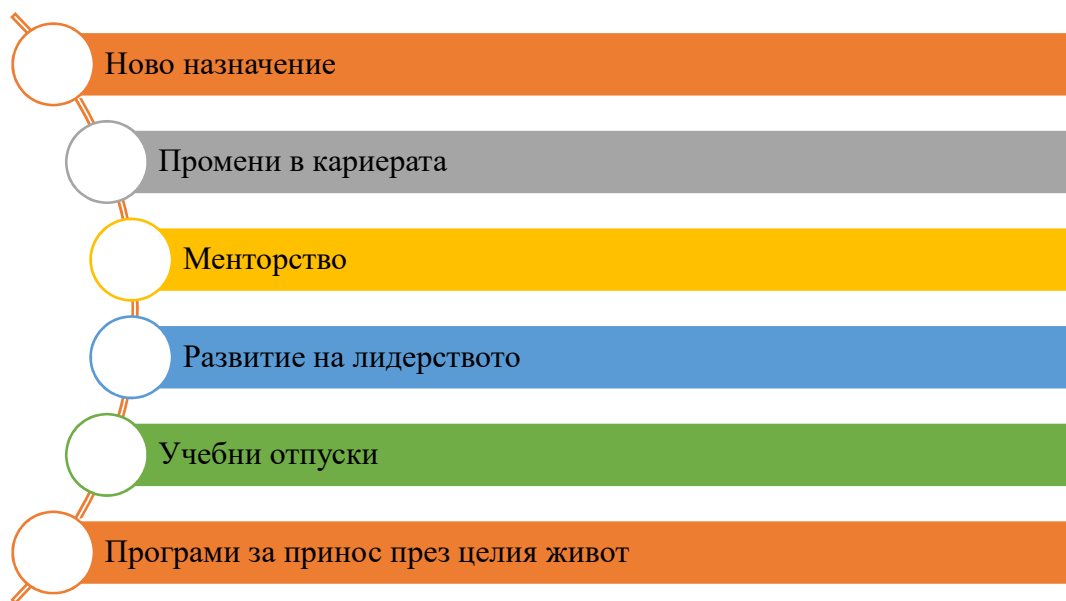 Ново назначение
Промени в кариерата
Менторство
Развитие на лидерството
Учебни отпуски
Програми за принос през целия живот